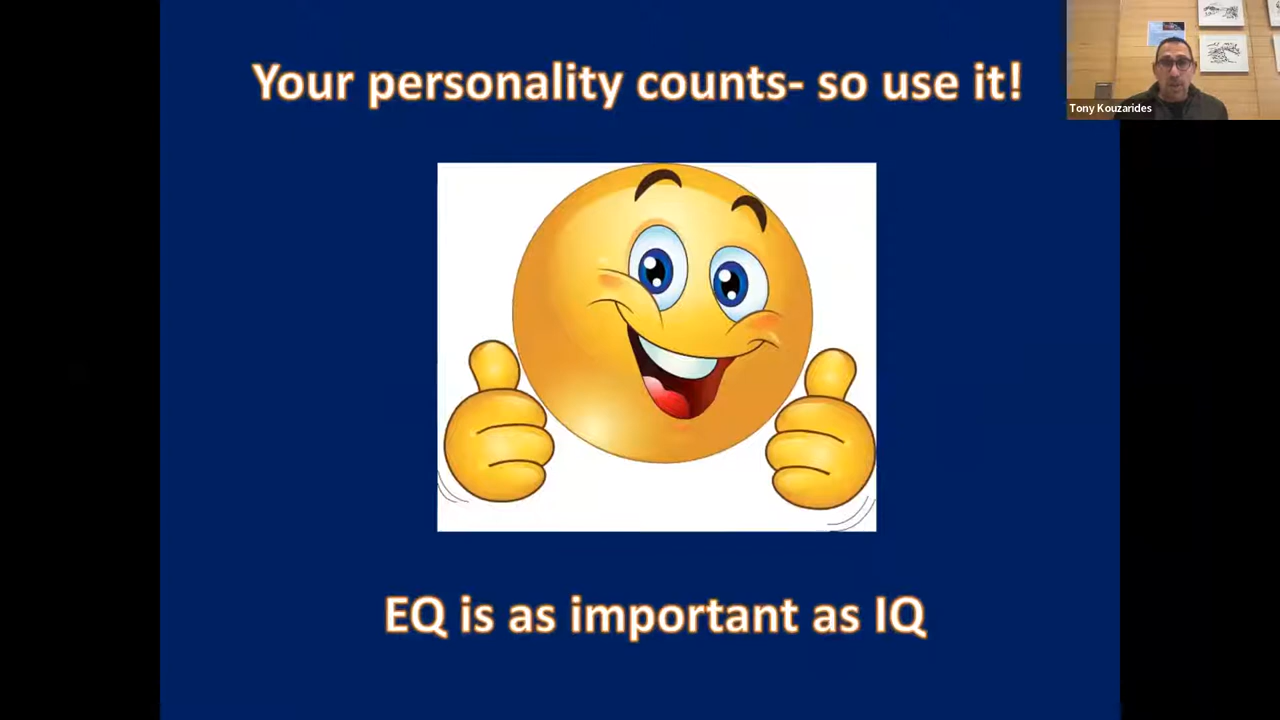 Your personality counts- so use it!
Tony Kouzarides
EQ is as important as IQ